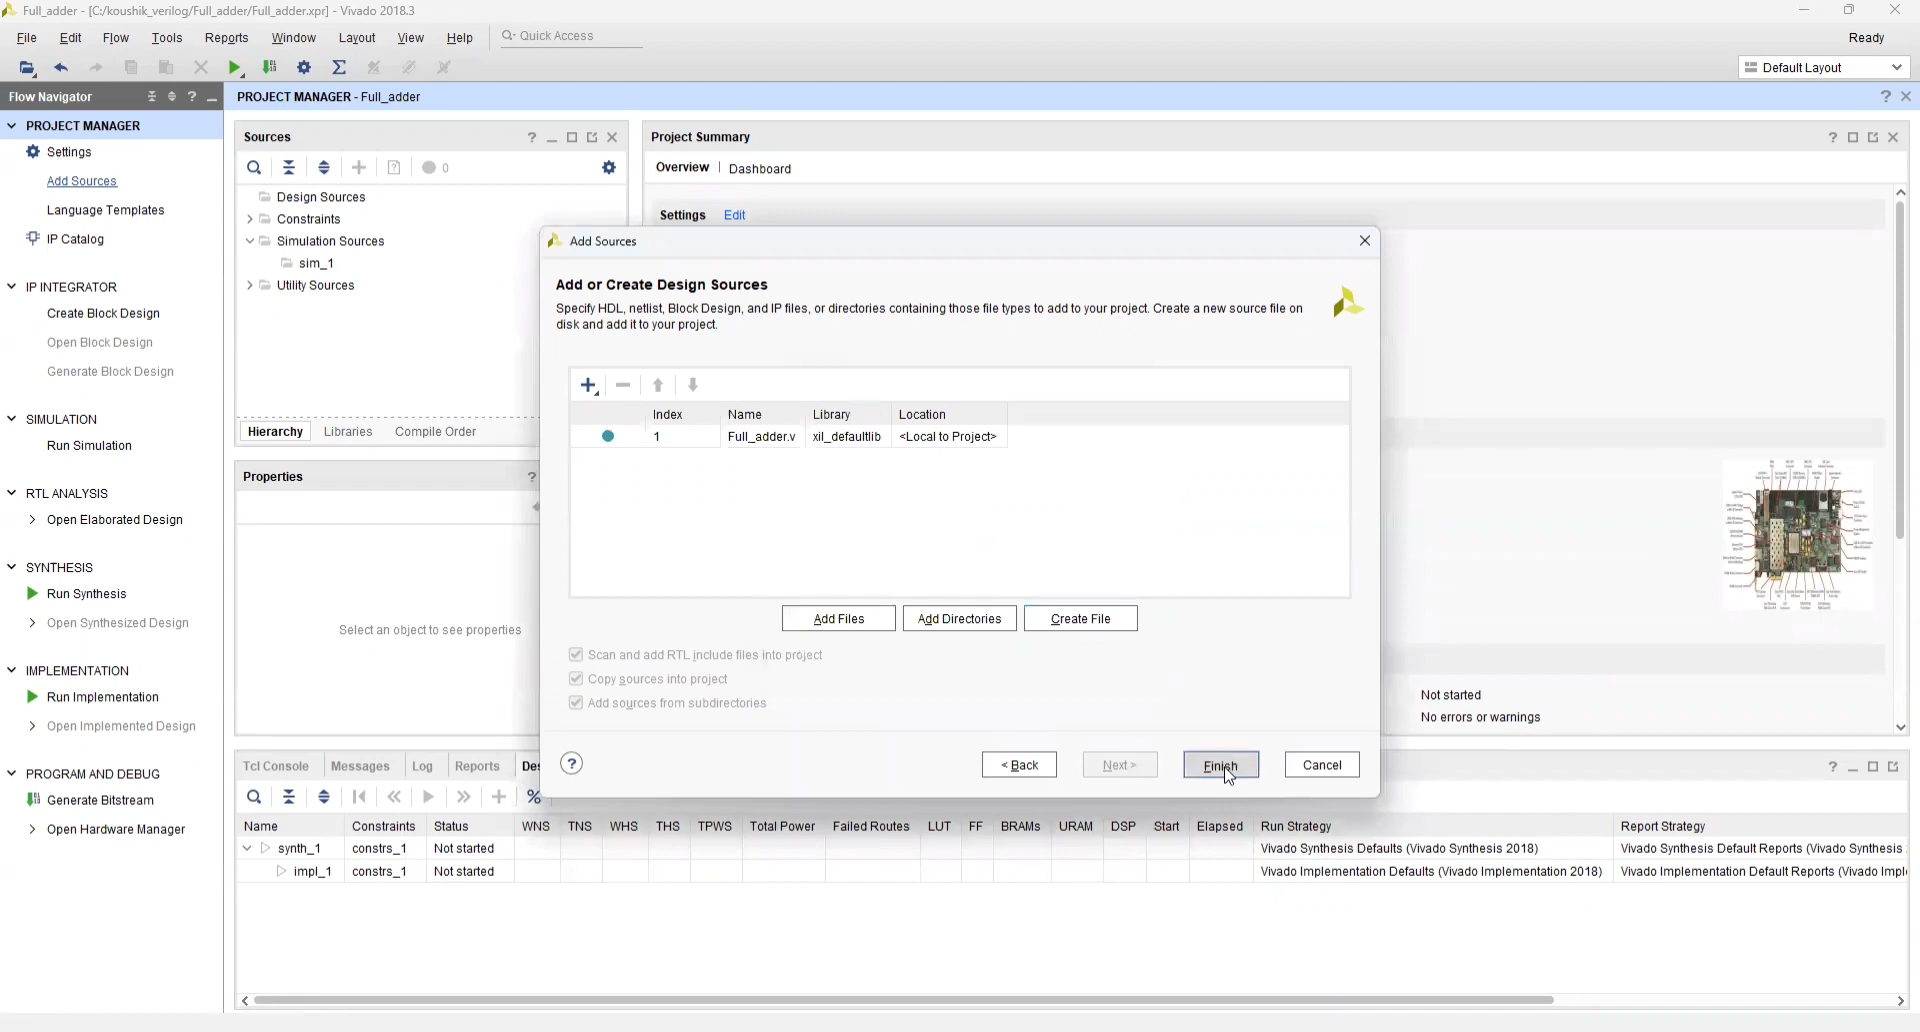 Full_adder - [C:/koushik_verilog/Full_adder/Full_adder.xpr] - Vivado 2018.3
File Edit Flow Tools Reports Window Layout View Help Quick Access Ready
Default Layout
Flow Navigator
PROJECT MANAGER - Full_adder
PROJECT MANAGER
Settings
Add Sources
Language Templates
IP Catalog
IP INTEGRATOR
Create Block Design
Open Block Design
Generate Block Design
SIMULATION
Run Simulation
RTL ANALYSIS
Open Elaborated Design
SYNTHESIS
Run Synthesis
Open Synthesized Design
IMPLEMENTATION
Run Implementation
Open Implemented Design
PROGRAM AND DEBUG
Generate Bitstream
Open Hardware Manager
Sources
0
Design Sources
Constraints
Simulation Sources
sim_1
Utility Sources
Hierarchy Libraries Compile Order
Properties
Select an object to see properties
Project Summary
Overview | Dashboard
Settings Edit
Not started
No errors or warnings
Add Sources
Add or Create Design Sources
Specify HDL, netlist, Block Design, and IP files, or directories containing those file types to add to your project. Create a new source file on
disk and add it to your project.
Index Name Library Location
1 Full_adder.v xil_defaultlib <Local to Project>
Add Files Add Directories Create File
Scan and add RTL include files into project
Copy sources into project
Add sources from subdirectories
? < Back Next > Finish Cancel
Tcl Console Messages Log Reports Des
Name Constraints Status WNS TNS WHS THS TPWS Total Power Failed Routes LUT FF BRAMs URAM DSP Start Elapsed Run Strategy Report Strategy
synth_1 constrs_1 Not started Vivado Synthesis Defaults (Vivado Synthesis 2018) Vivado Synthesis Default Reports (Vivado Synthesis
impl_1 constrs_1 Not started Vivado Implementation Defaults (Vivado Implementation 2018) Vivado Implementation Default Reports (Vivado Impl